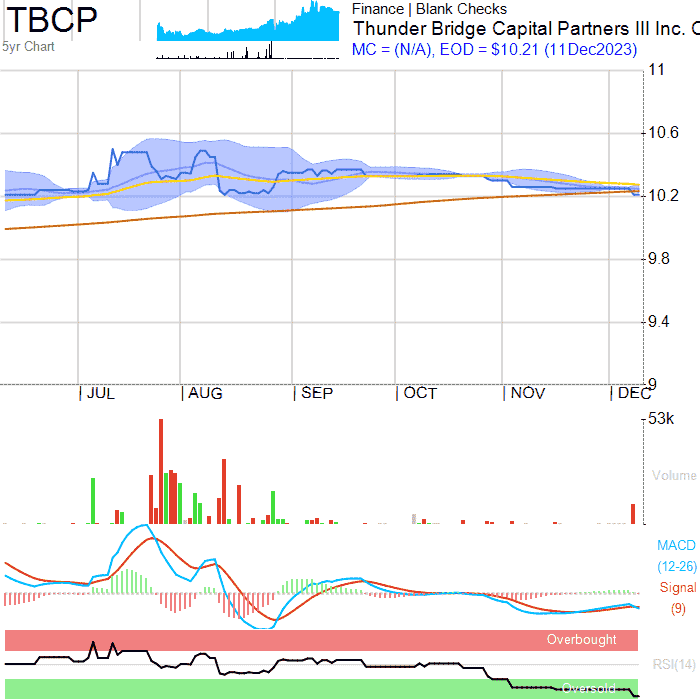 TBCP
5yr Chart
Finance | Blank Checks
Thunder Bridge Capital Partners III Inc. C
MC = (N/A), EOD = $10.21 (11Dec2023)
11
10.6
10.2
9.8
9.4
9
JUL AUG SEP OCT NOV DEC
53k
Volume
MACD
(12-26)
Signal
(9)
Overbought
RSI(14)
Oversold